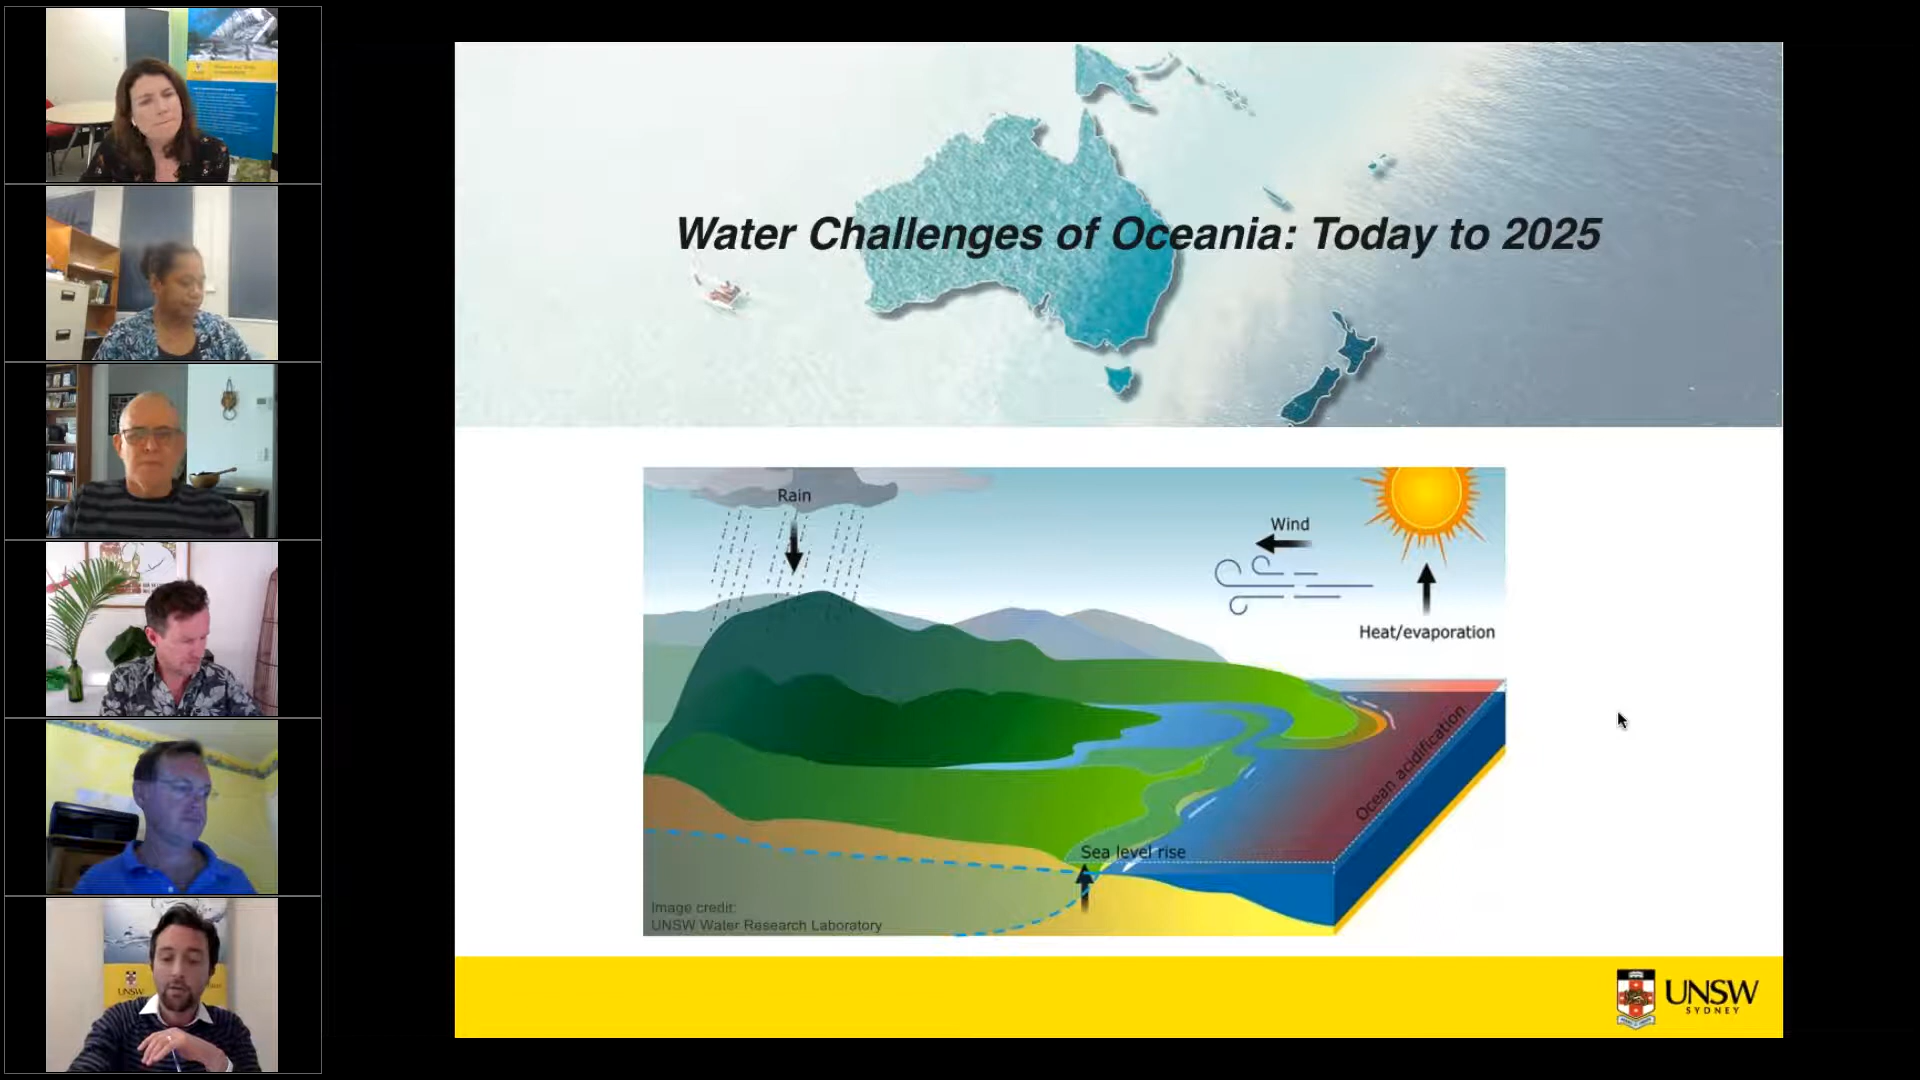 Water Challenges of Oceania: Today to 2025
Rain
Wind
Heat/evaporation
Ocean acidification
Sea level rise
Image credit:
UNSW Water Research Laboratory
UNSW
SYDNEY
UNSW